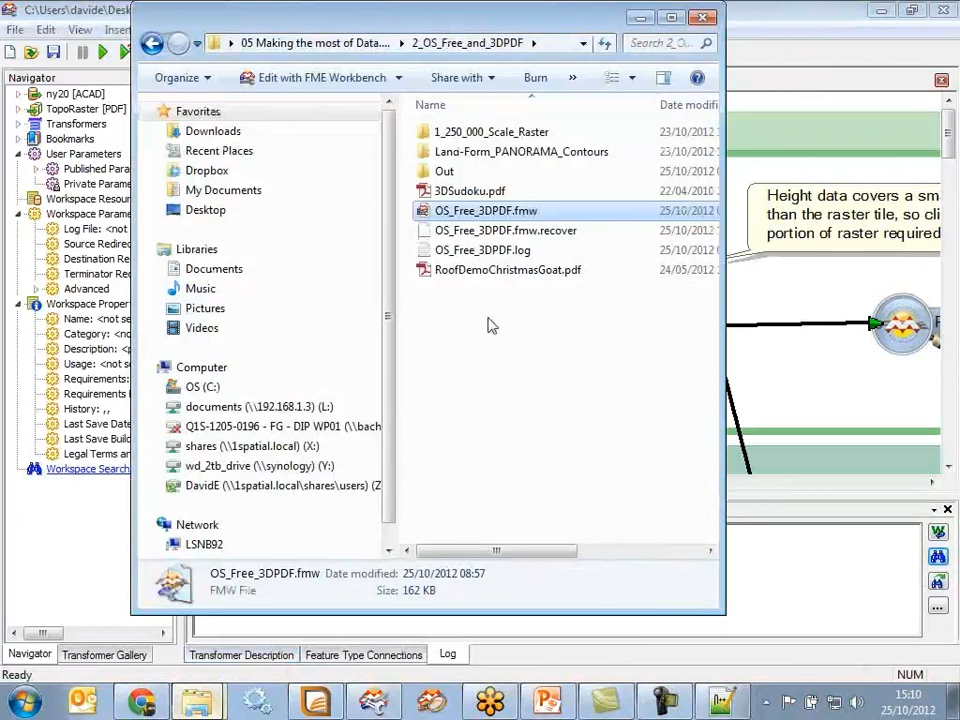 C:\Users\davide\Desk
File Edit View Insert
Navigator
ny20 [ACAD]
TopoRaster [PDF]
Transformers
Bookmarks
User Parameters
Published Para
Private Parame
Workspace Resour
Workspace Parame
Log File: <not s
Source Redirec
Destination Re
Terminator Re
Advanced
Workspace Proper
Name: <not se
Category: <no
Description: <
Usage: <not se
Requirements:
Requirements
History: ,,
Last Save Date
Last Save Build
Legal Terms an
Workspace Search
05 Making the most of Data.... 2_OS_Free_and_3DPDF
Search 2_O...
Organize Edit with FME Workbench Share with Burn »
Favorites
Downloads
Recent Places
Dropbox
My Documents
Desktop
Libraries
Documents
Music
Pictures
Videos
Computer
OS (C:)
documents (\\192.168.1.3) (L:)
Q1S-1205-0196 - FG - DIP WP01 (\\bach
shares (\\1spatial.local) (X:)
wd_2tb_drive (\\synology) (Y:)
DavidE (\\1spatial.local\shares\users) (Z
Network
LSNB92
Name Date modifi
1_250_000_Scale_Raster 23/10/2012
Land-Form_PANORAMA_Contours 23/10/2012
Out 25/10/2012
3DSudoku.pdf 22/04/2010
OS_Free_3DPDF.fmw 25/10/2012
OS_Free_3DPDF.fmw.recover 25/10/2012
OS_Free_3DPDF.log 25/10/2012
RoofDemoChristmasGoat.pdf 24/05/2012
OS_Free_3DPDF.fmw Date modified: 25/10/2012 08:57
FMW File Size: 162 KB
Height data covers a sm
than the raster tile, so cli
portion of raster required
Navigator Transformer Gallery Transformer Description Feature Type Connections Log
Ready NUM
15:10
25/10/2012